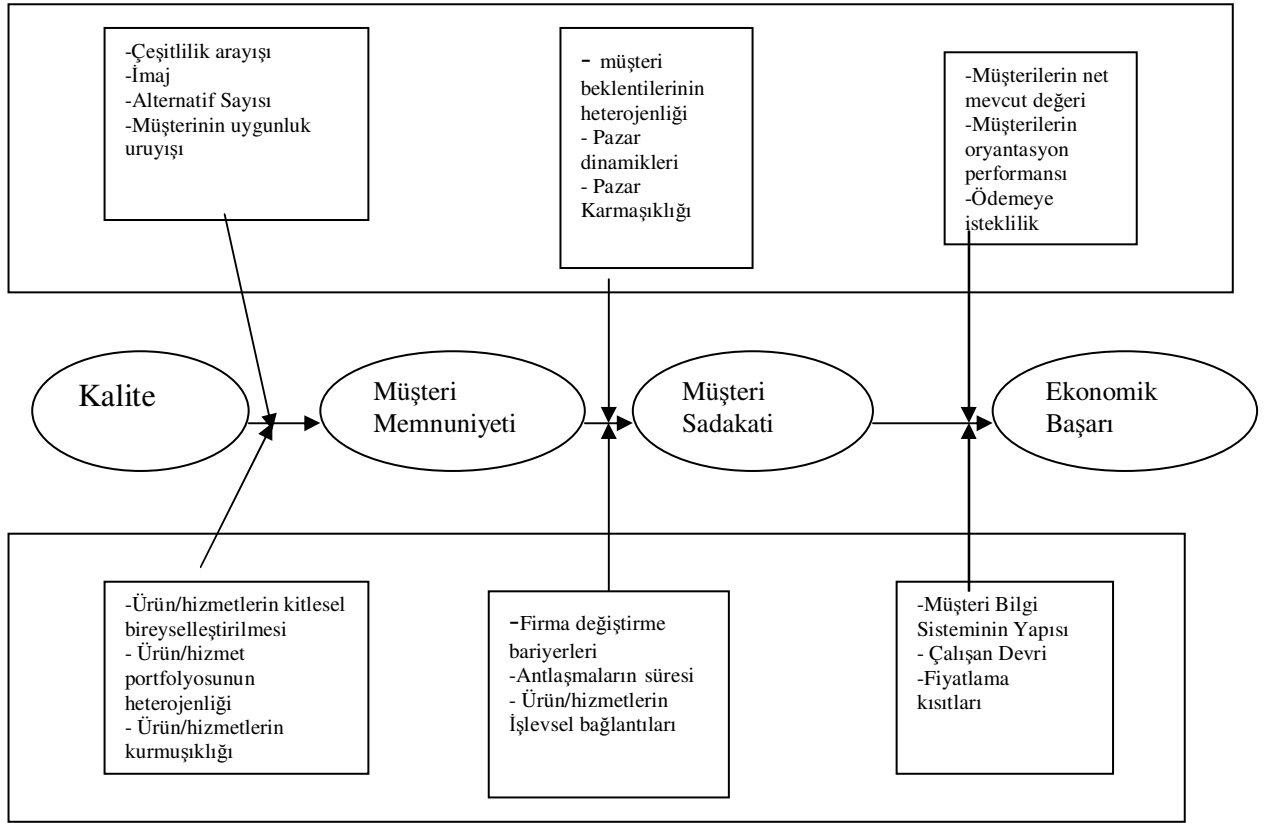 -Çeşitlilik arayışı
-İmaj
-Alternatif Sayısı
-Müşterinin uygunluk
uruyışı
- müşteri
beklentilerinin
heterojenliği
- Pazar
dinamikleri
- Pazar
Karmaşıklığı
-Müşterilerin net
mevcut değeri
-Müşterilerin
oryantasyon
performansı
-Ödemeye
isteklilik
Kalite
Müşteri
Memnuniyeti
Müşteri
Sadakati
Ekonomik
Başarı
-Ürün/hizmetlerin kitlesel
bireyselleştirilmesi
- Ürün/hizmet
portfolyosunun
heterojenliği
- Ürün/hizmetlerin
kurmuşıklığı
-Firma değiştirme
bariyerleri
-Antlaşmaların süresi
- Ürün/hizmetlerin
İşlevsel bağlantıları
-Müşteri Bilgi
Sisteminin Yapısı
- Çalışan Devri
-Fiyatlama
kısıtları